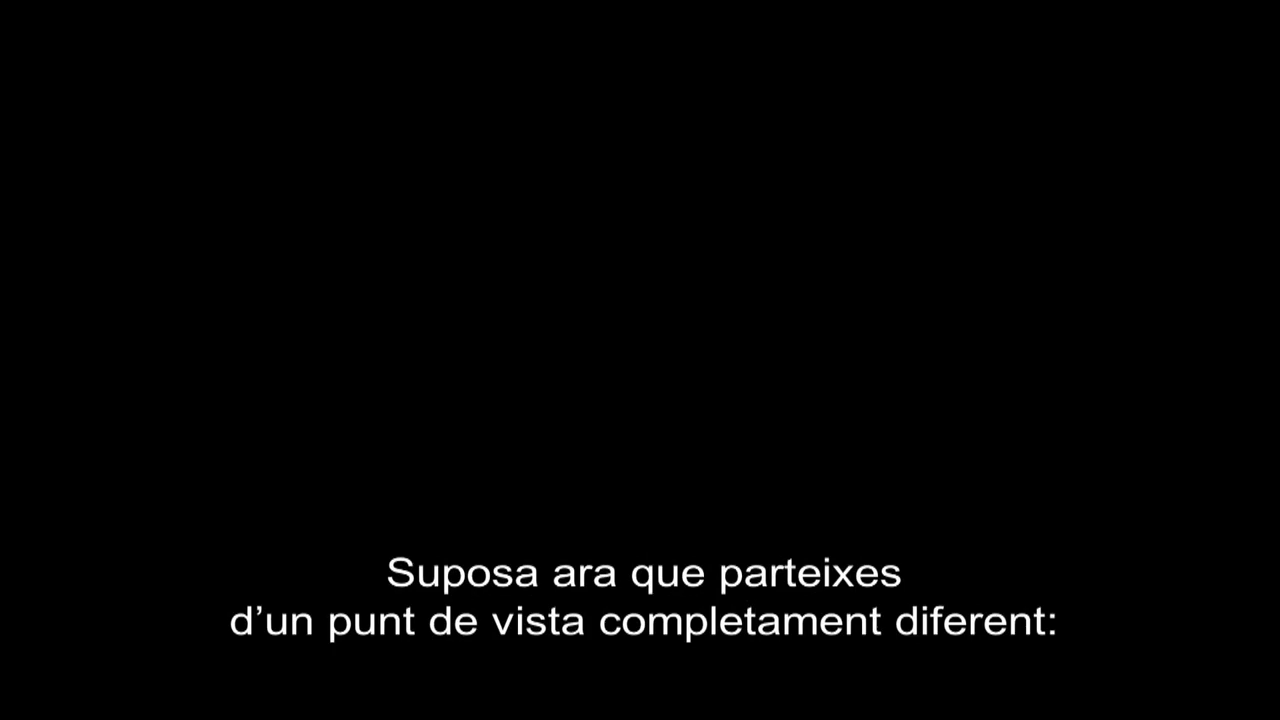 Suposa ara que parteixes
d’un punt de vista completament diferent: